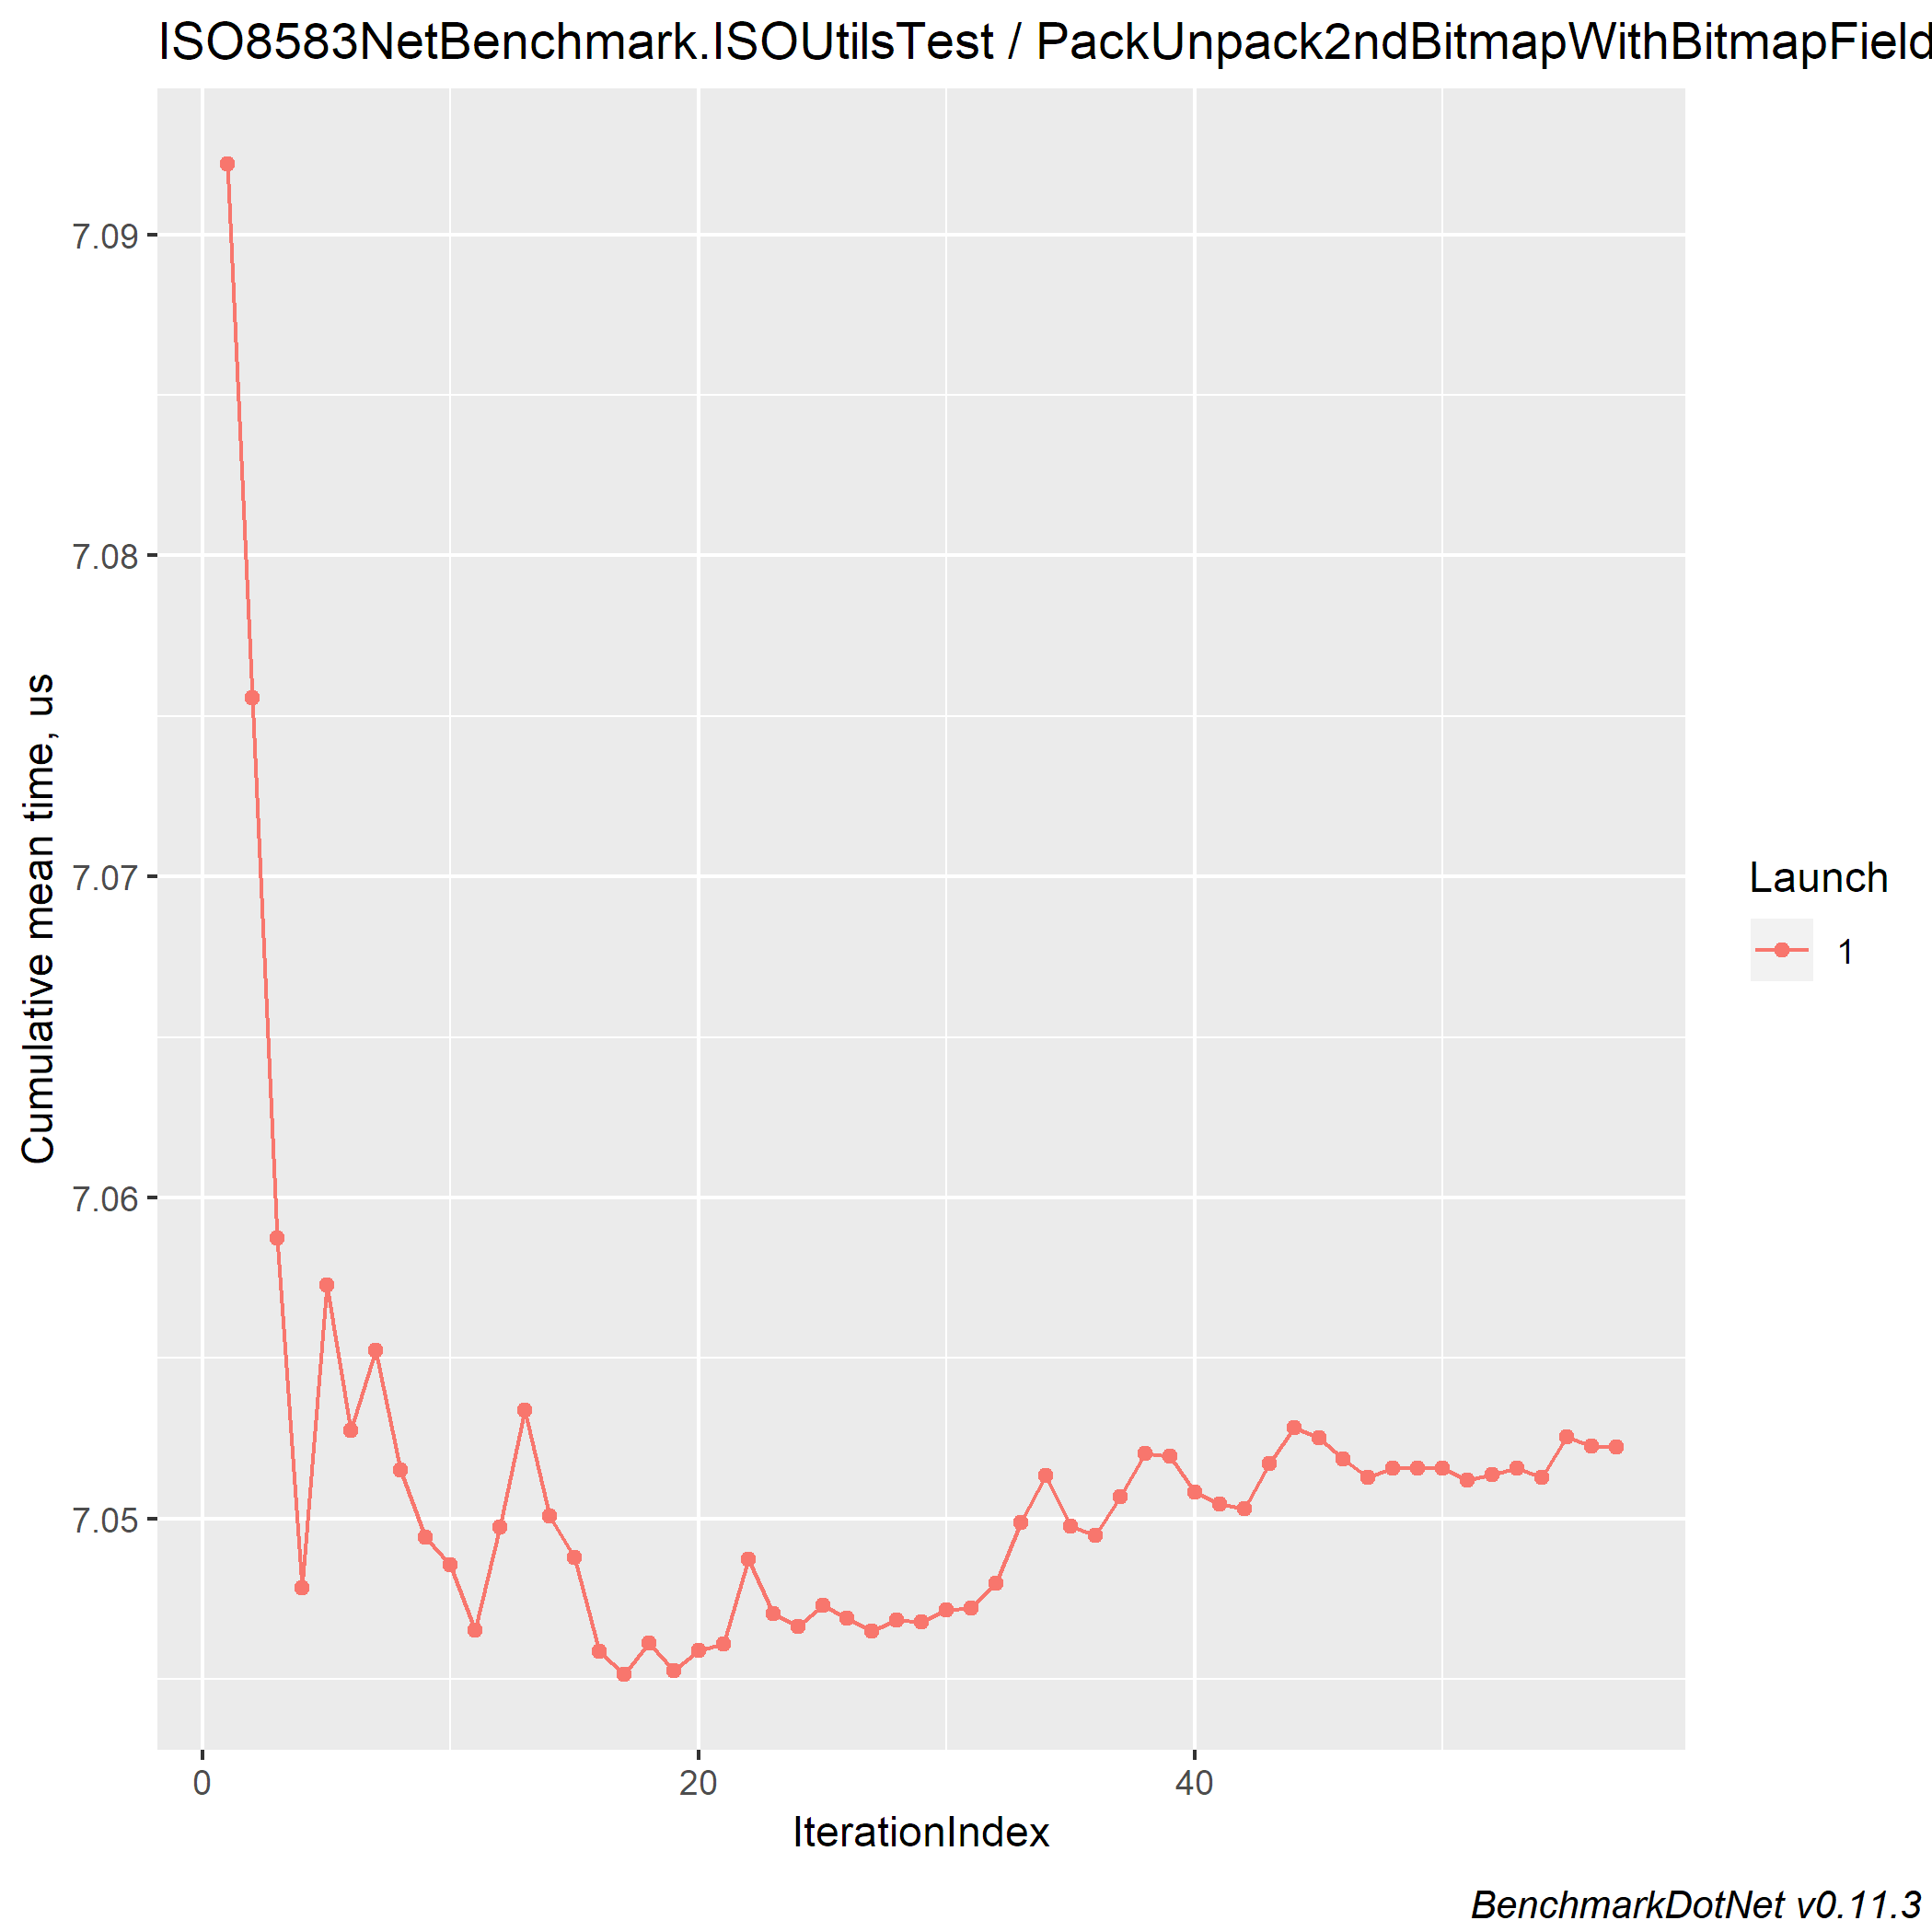 ISO8583NetBenchmark.ISOUtilsTest / PackUnpack2ndBitmapWithBitmapField
7.09
7.08
7.07
7.06
7.05
Cumulative mean time, us
0 20 40
IterationIndex
Launch
1
BenchmarkDotNet v0.11.3